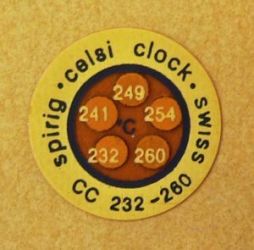 spirig · celsi clock · swiss
CC 232-260
249
241 254
°C
232 260